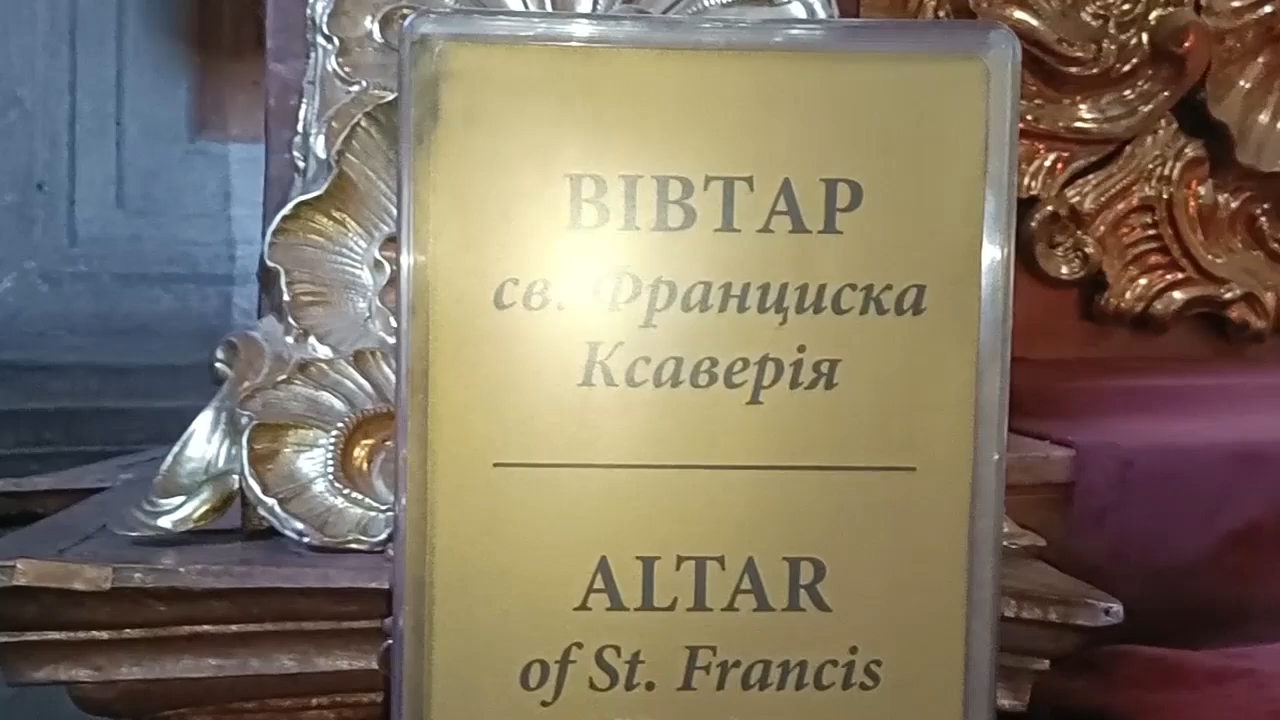 ВІВТАР
св. Франциска
Ксаверія
ALTAR
of St. Francis